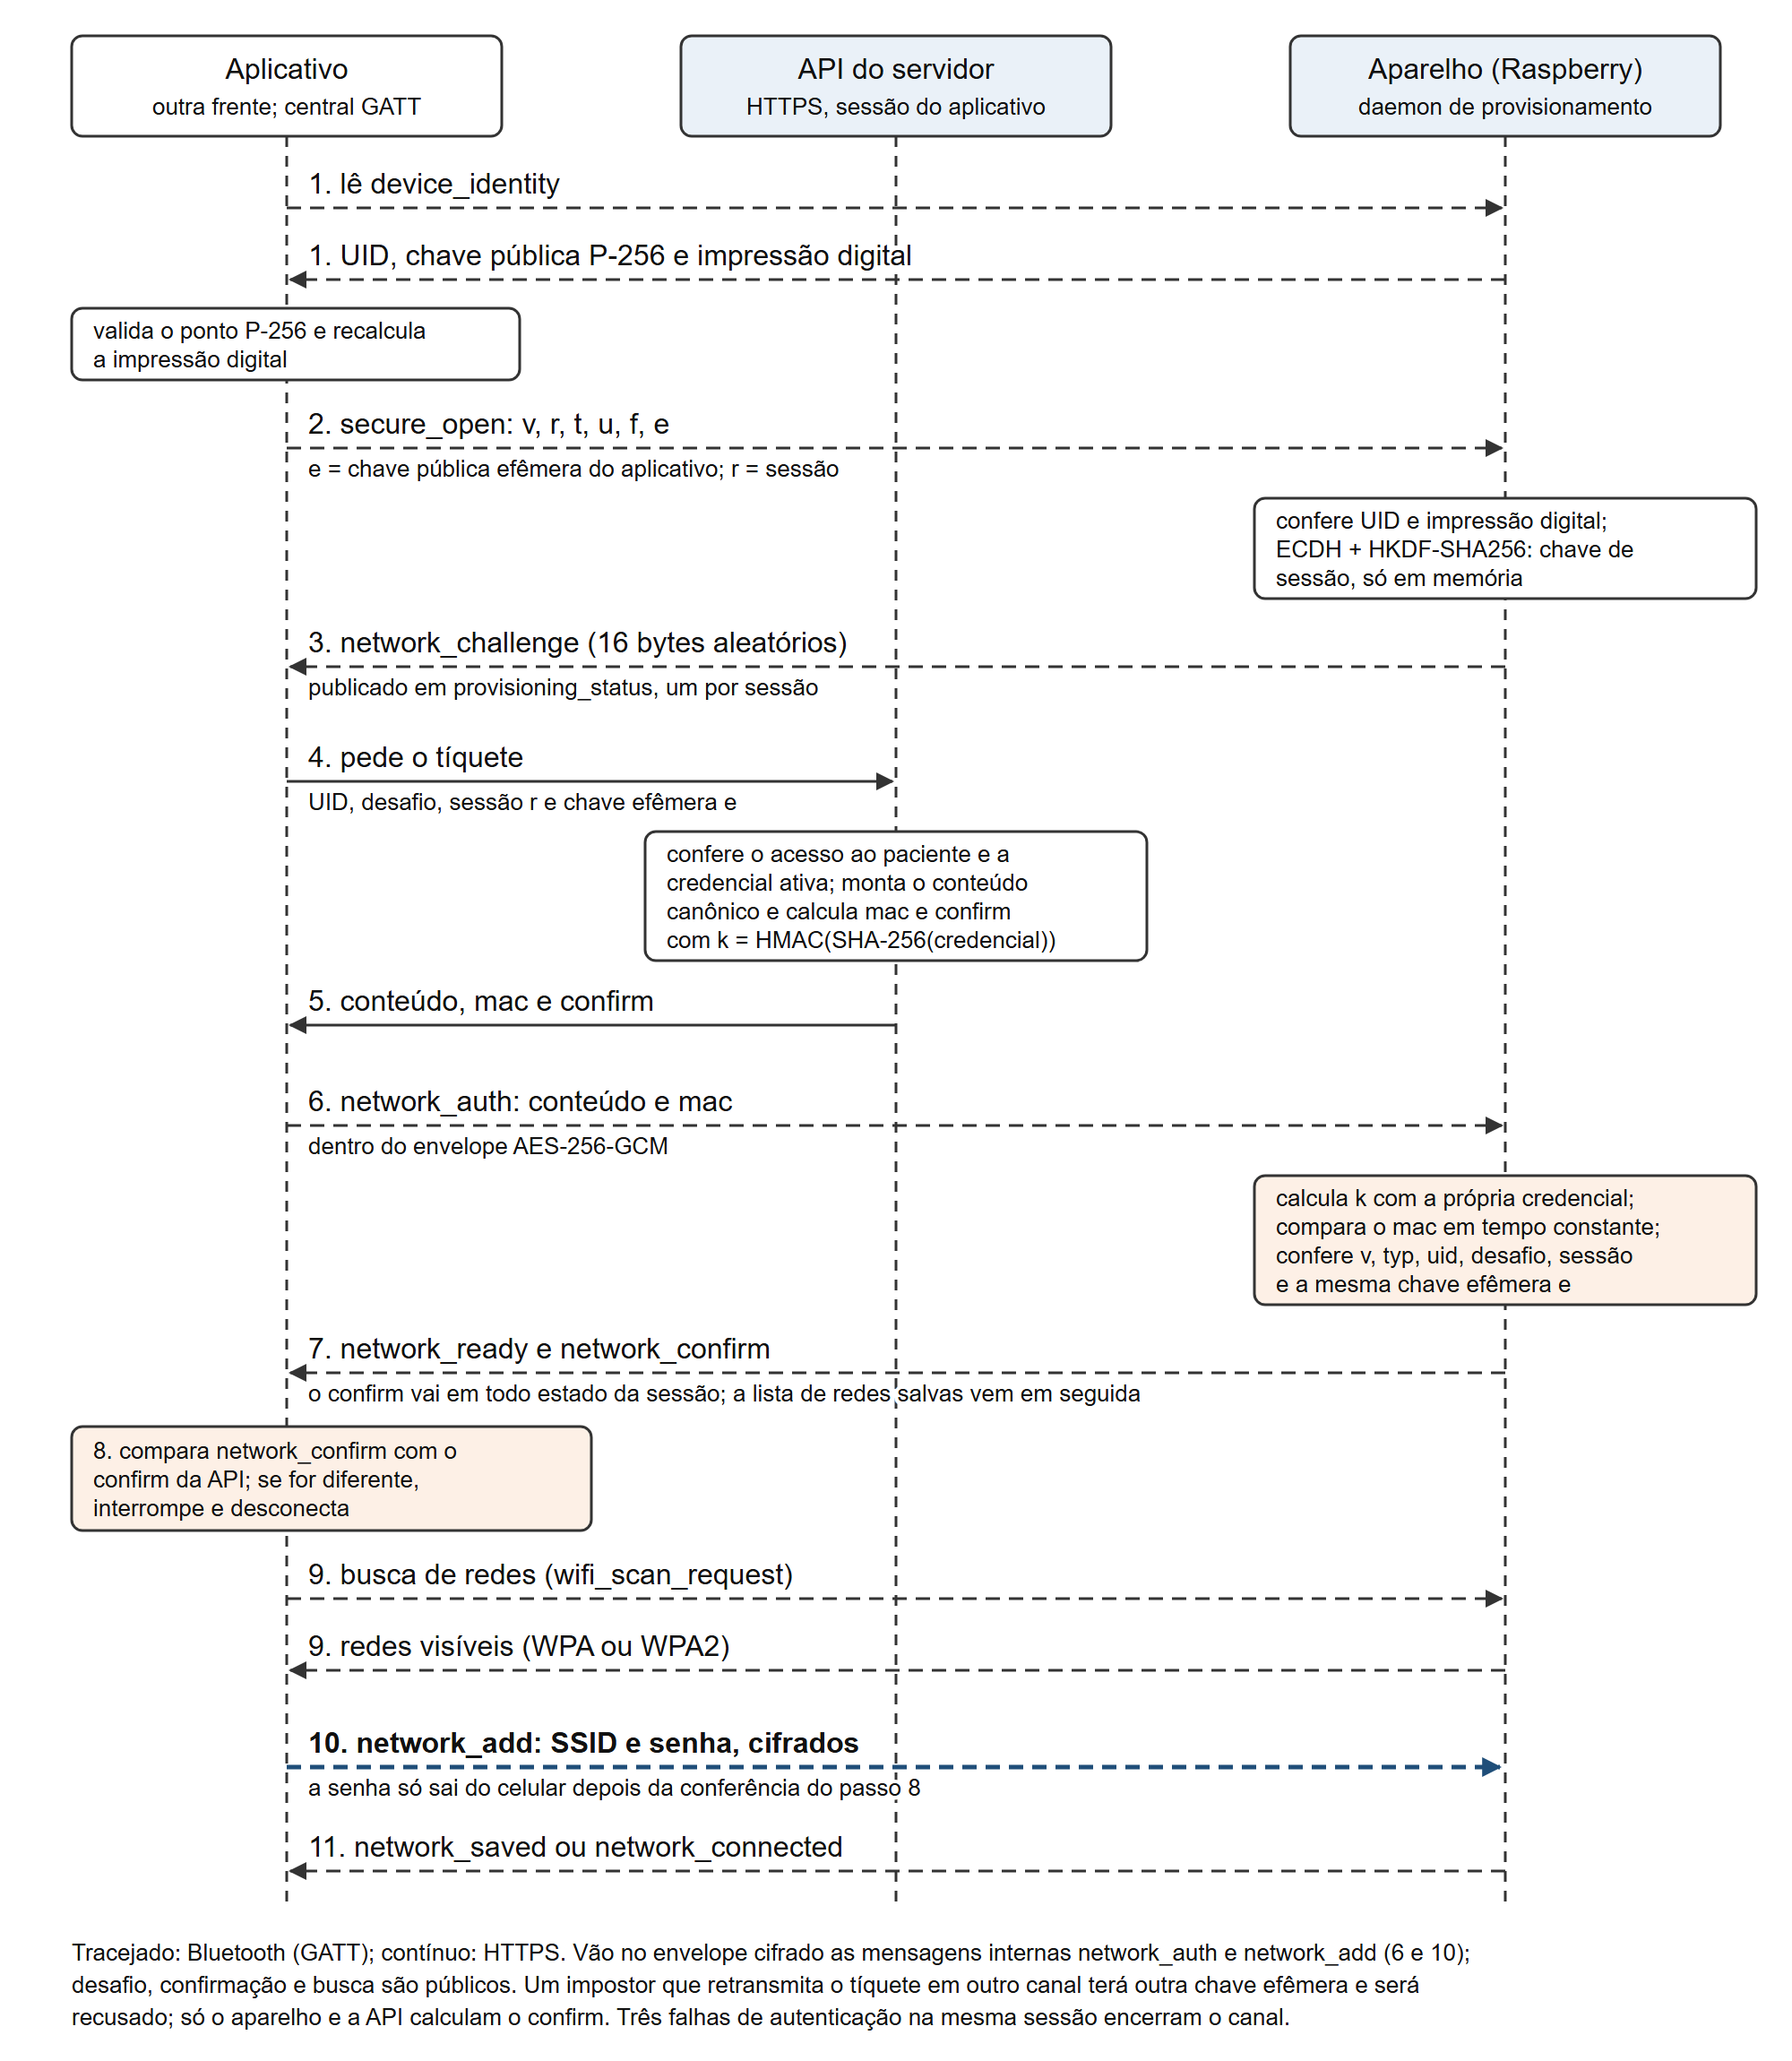 Aplicativo
outra frente; central GATT
API do servidor
HTTPS, sessão do aplicativo
Aparelho (Raspberry)
daemon de provisionamento
1. lê device_identity
1. UID, chave pública P-256 e impressão digital
valida o ponto P-256 e recalcula
a impressão digital
2. secure_open: v, r, t, u, f, e
e = chave pública efêmera do aplicativo; r = sessão
confere UID e impressão digital;
ECDH + HKDF-SHA256: chave de
sessão, só em memória
3. network_challenge (16 bytes aleatórios)
publicado em provisioning_status, um por sessão
4. pede o tíquete
UID, desafio, sessão r e chave efêmera e
confere o acesso ao paciente e a
credencial ativa; monta o conteúdo
canônico e calcula mac e confirm
com k = HMAC(SHA-256(credencial))
5. conteúdo, mac e confirm
6. network_auth: conteúdo e mac
dentro do envelope AES-256-GCM
calcula k com a própria credencial;
compara o mac em tempo constante;
confere v, typ, uid, desafio, sessão
e a mesma chave efêmera e
7. network_ready e network_confirm
o confirm vai em todo estado da sessão; a lista de redes salvas vem em seguida
8. compara network_confirm com o
confirm da API; se for diferente,
interrompe e desconecta
9. busca de redes (wifi_scan_request)
9. redes visíveis (WPA ou WPA2)
10. network_add: SSID e senha, cifrados
a senha só sai do celular depois da conferência do passo 8
11. network_saved ou network_connected
Tracejado: Bluetooth (GATT); contínuo: HTTPS. Vão no envelope cifrado as mensagens internas network_auth e network_add (6 e 10);
desafio, confirmação e busca são públicos. Um impostor que retransmita o tíquete em outro canal terá outra chave efêmera e será
recusado; só o aparelho e a API calculam o confirm. Três falhas de autenticação na mesma sessão encerram o canal.